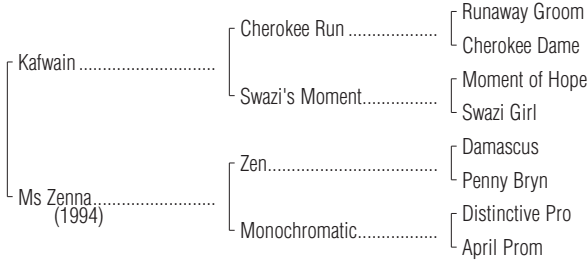 Runaway Groom
Cherokee Run
Cherokee Dame
Kafwain
Moment of Hope
Swazi's Moment
Swazi Girl
Damascus
Zen
Penny Bryn
Ms Zenna
(1994)
Distinctive Pro
Monochromatic
April Prom